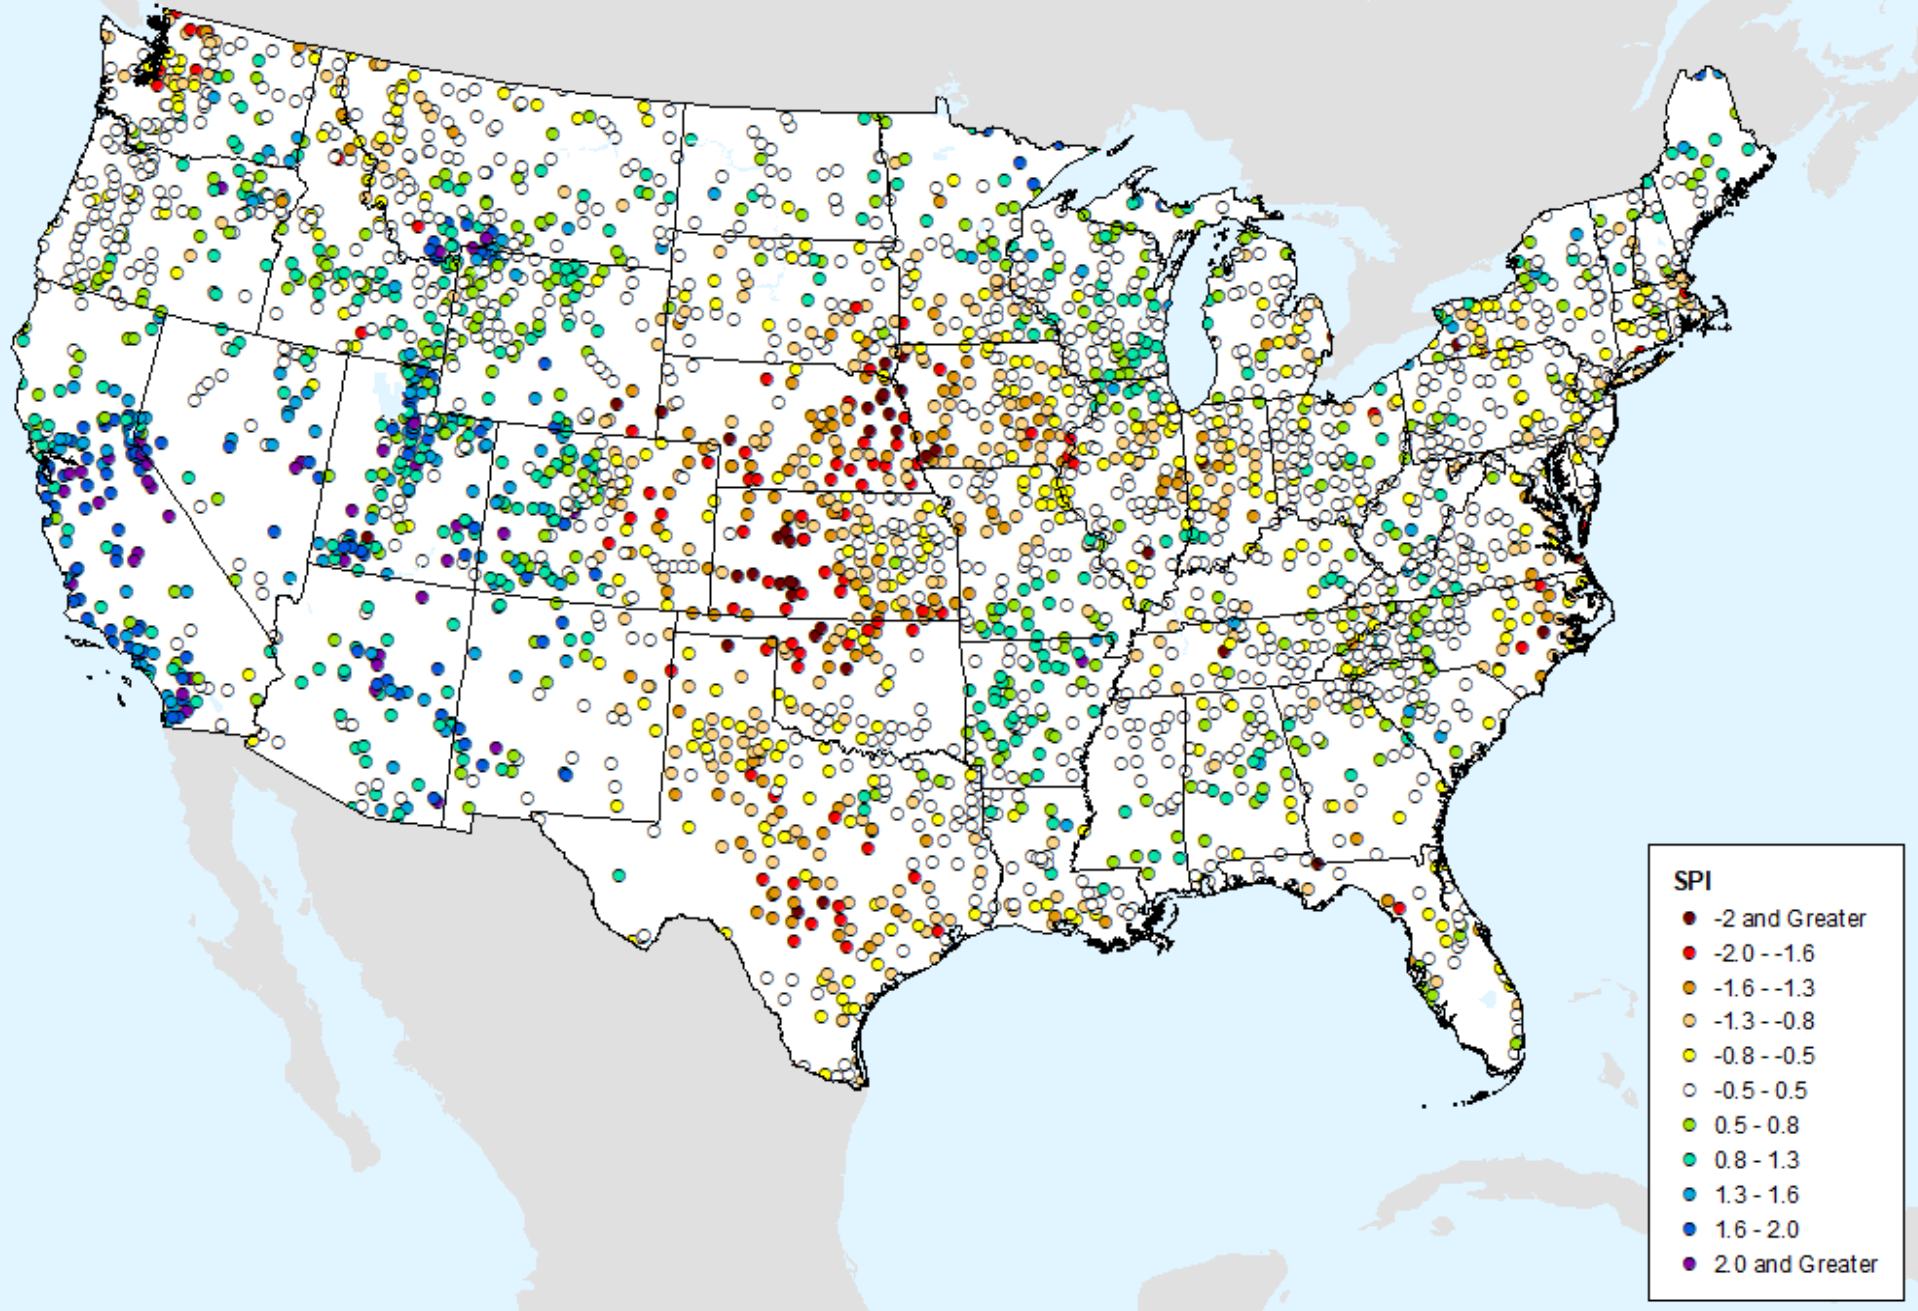 SPI
-2 and Greater
-2.0 - -1.6
-1.6 - -1.3
-1.3 - -0.8
-0.8 - -0.5
-0.5 - 0.5
0.5 - 0.8
0.8 - 1.3
1.3 - 1.6
1.6 - 2.0
2.0 and Greater